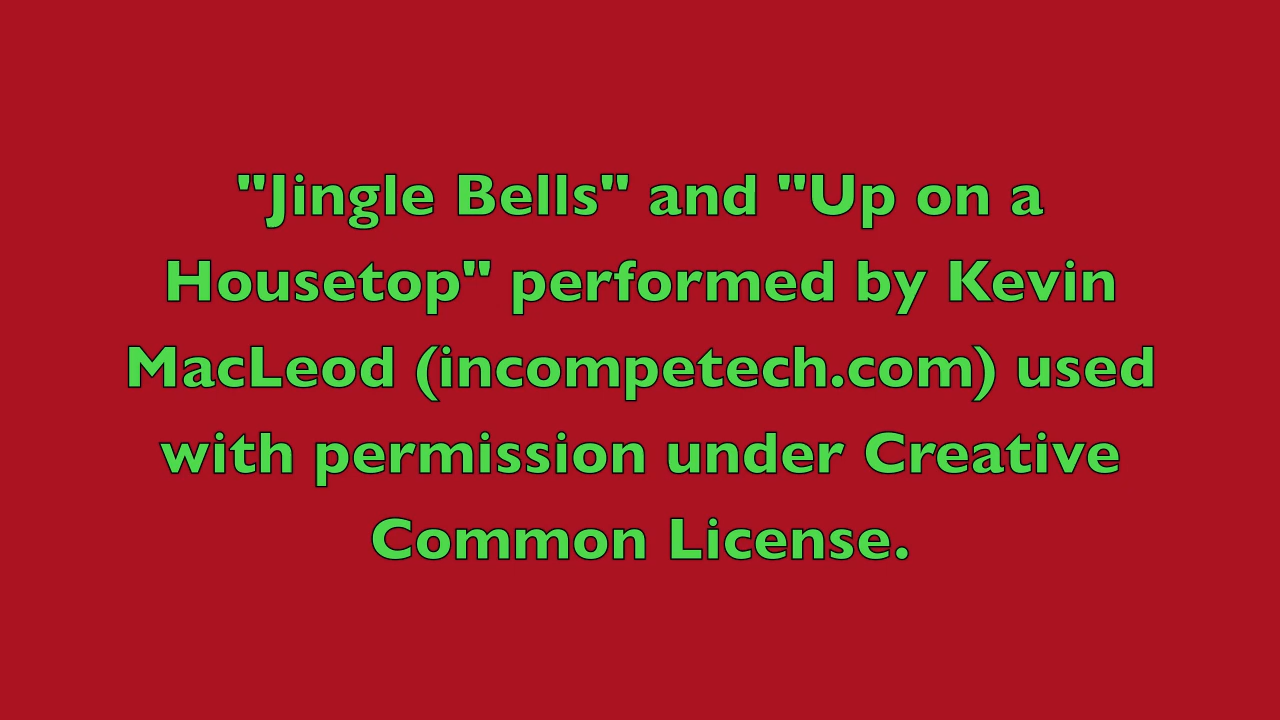 "Jingle Bells" and "Up on a
Housetop" performed by Kevin
MacLeod (incompetech.com) used
with permission under Creative
Common License.